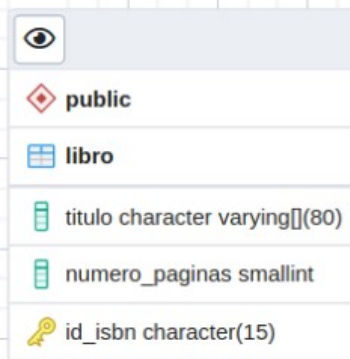 public
libro
titulo character varying[](80)
numero_paginas smallint
id_isbn character(15)